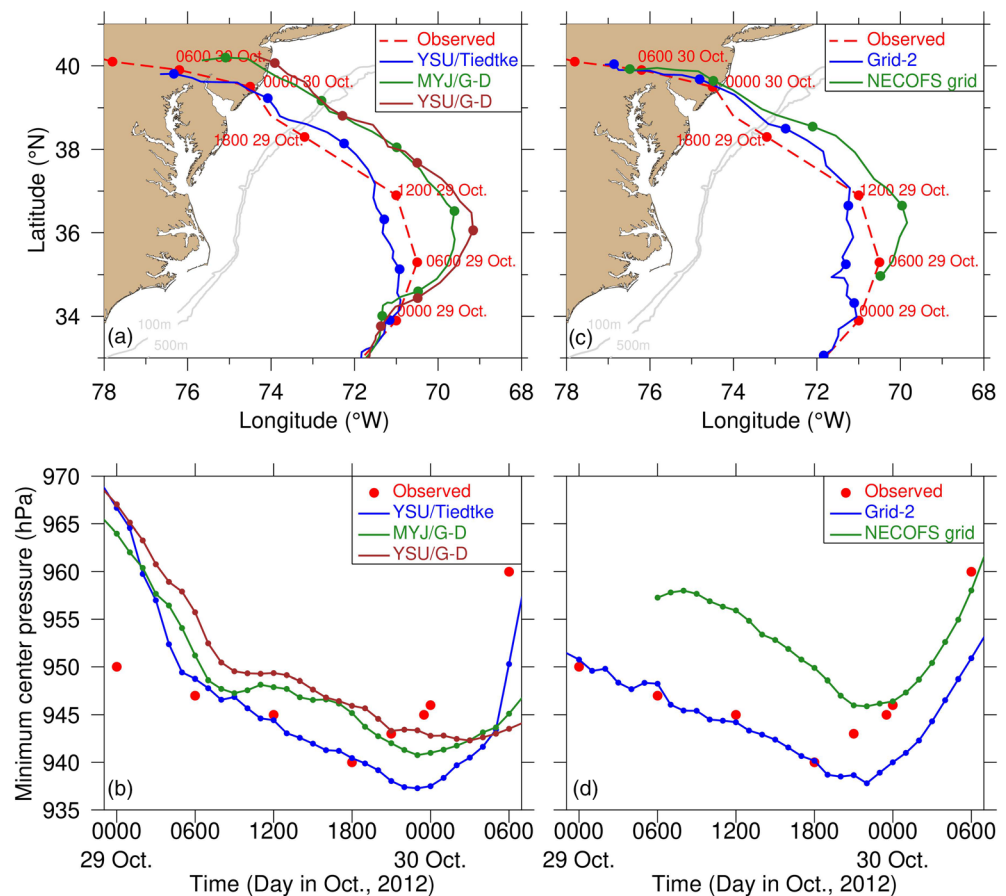 Observed
YSU/Tiedtke
MYJ/G-D
YSU/G-D
0600 30 Oct.
0000 30 Oct.
1800 29 Oct.
1200 29 Oct.
0600 29 Oct.
0000 29 Oct.
100m
500m
(a)
40
38
36
34
Latitude (°N)
78 76 74 72 70 68
Longitude (°W)
Observed
Grid-2
NECOFS grid
0600 30 Oct.
0000 30 Oct.
1800 29 Oct.
1200 29 Oct.
0600 29 Oct.
0000 29 Oct.
100m
500m
(c)
40
38
36
34
78 76 74 72 70 68
Longitude (°W)
Observed
YSU/Tiedtke
MYJ/G-D
YSU/G-D
970
965
960
955
950
945
940
935
Minimum center pressure (hPa)
(b)
0000 0600 1200 1800 0000 0600
29 Oct. 30 Oct.
Time (Day in Oct., 2012)
Observed
Grid-2
NECOFS grid
(d)
0000 0600 1200 1800 0000 0600
29 Oct. 30 Oct.
Time (Day in Oct., 2012)